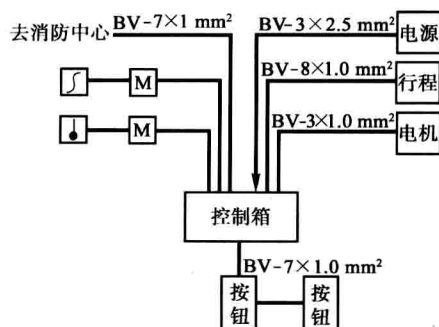 去消防中心 BV-7×1 mm²
BV-3×2.5 mm² 电源
BV-8×1.0 mm² 行程
M
BV-3×1.0 mm² 电机
M
控制箱
BV-7×1.0 mm²
按钮 按钮